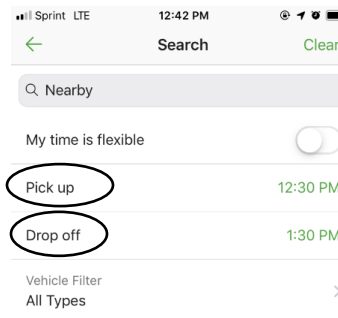 Sprint LTE 12:42 PM
Search Clear
Nearby
My time is flexible
Pick up 12:30 PM
Drop off 1:30 PM
Vehicle Filter
All Types